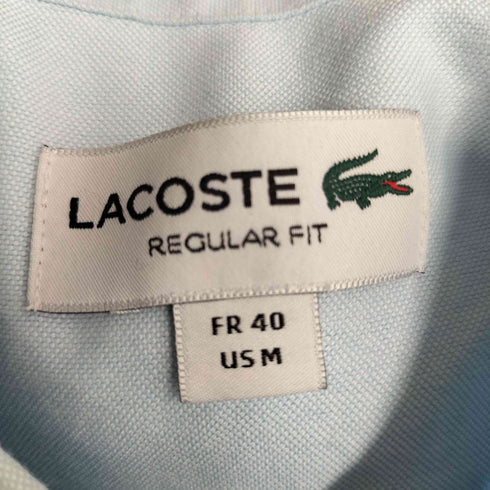 LACOSTE
REGULAR FIT
FR 40
US M